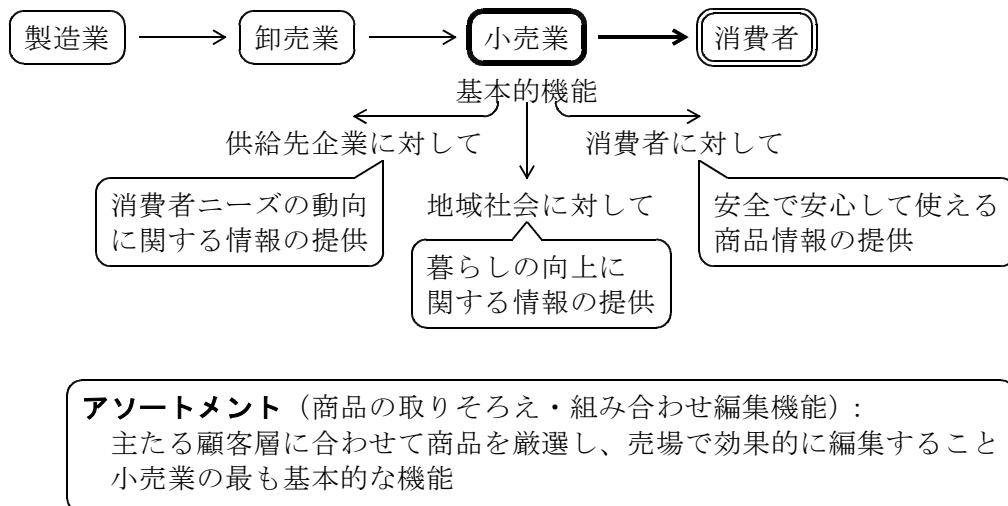 製造業 卸売業 小売業 消費者
基本的機能
供給先企業に対して 消費者に対して
消費者ニーズの動向
に関する情報の提供
地域社会に対して
安全で安心して使える
商品情報の提供
暮らしの向上に
関する情報の提供
アソートメント(商品の取りそろえ・組み合わせ編集機能):
主たる顧客層に合わせて商品を厳選し、売場で効果的に編集すること
小売業の最も基本的な機能